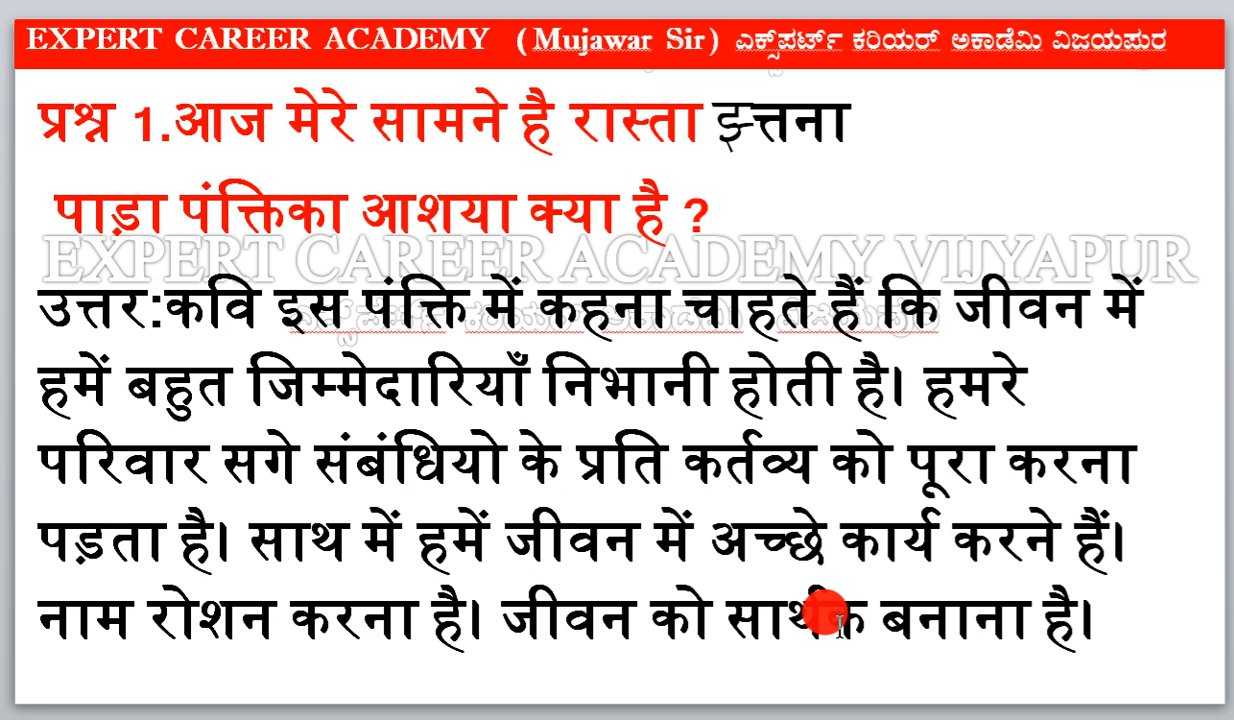 EXPERT CAREER ACADEMY (Mujawar Sir) ಎಕ್ಸ್‌ಪರ್ಟ್ ಕರಿಯರ್ ಅಕಾಡೆಮಿ ವಿಜಯಪುರ
प्रश्न 1.आज मेरे सामने है रास्ता इत्तना
पाड़ा पंक्तिका आशया क्या है ?
EXPERT CAREER ACADEMY VIJYAPUR
उत्तर:कवि इस पंक्ति में कहना चाहते हैं कि जीवन में
हमें बहुत जिम्मेदारियाँ निभानी होती है। हमरे
परिवार सगे संबंधियो के प्रति कर्तव्य को पूरा करना
पड़ता है। साथ में हमें जीवन में अच्छे कार्य करने हैं।
नाम रोशन करना है। जीवन को सार्थक बनाना है।